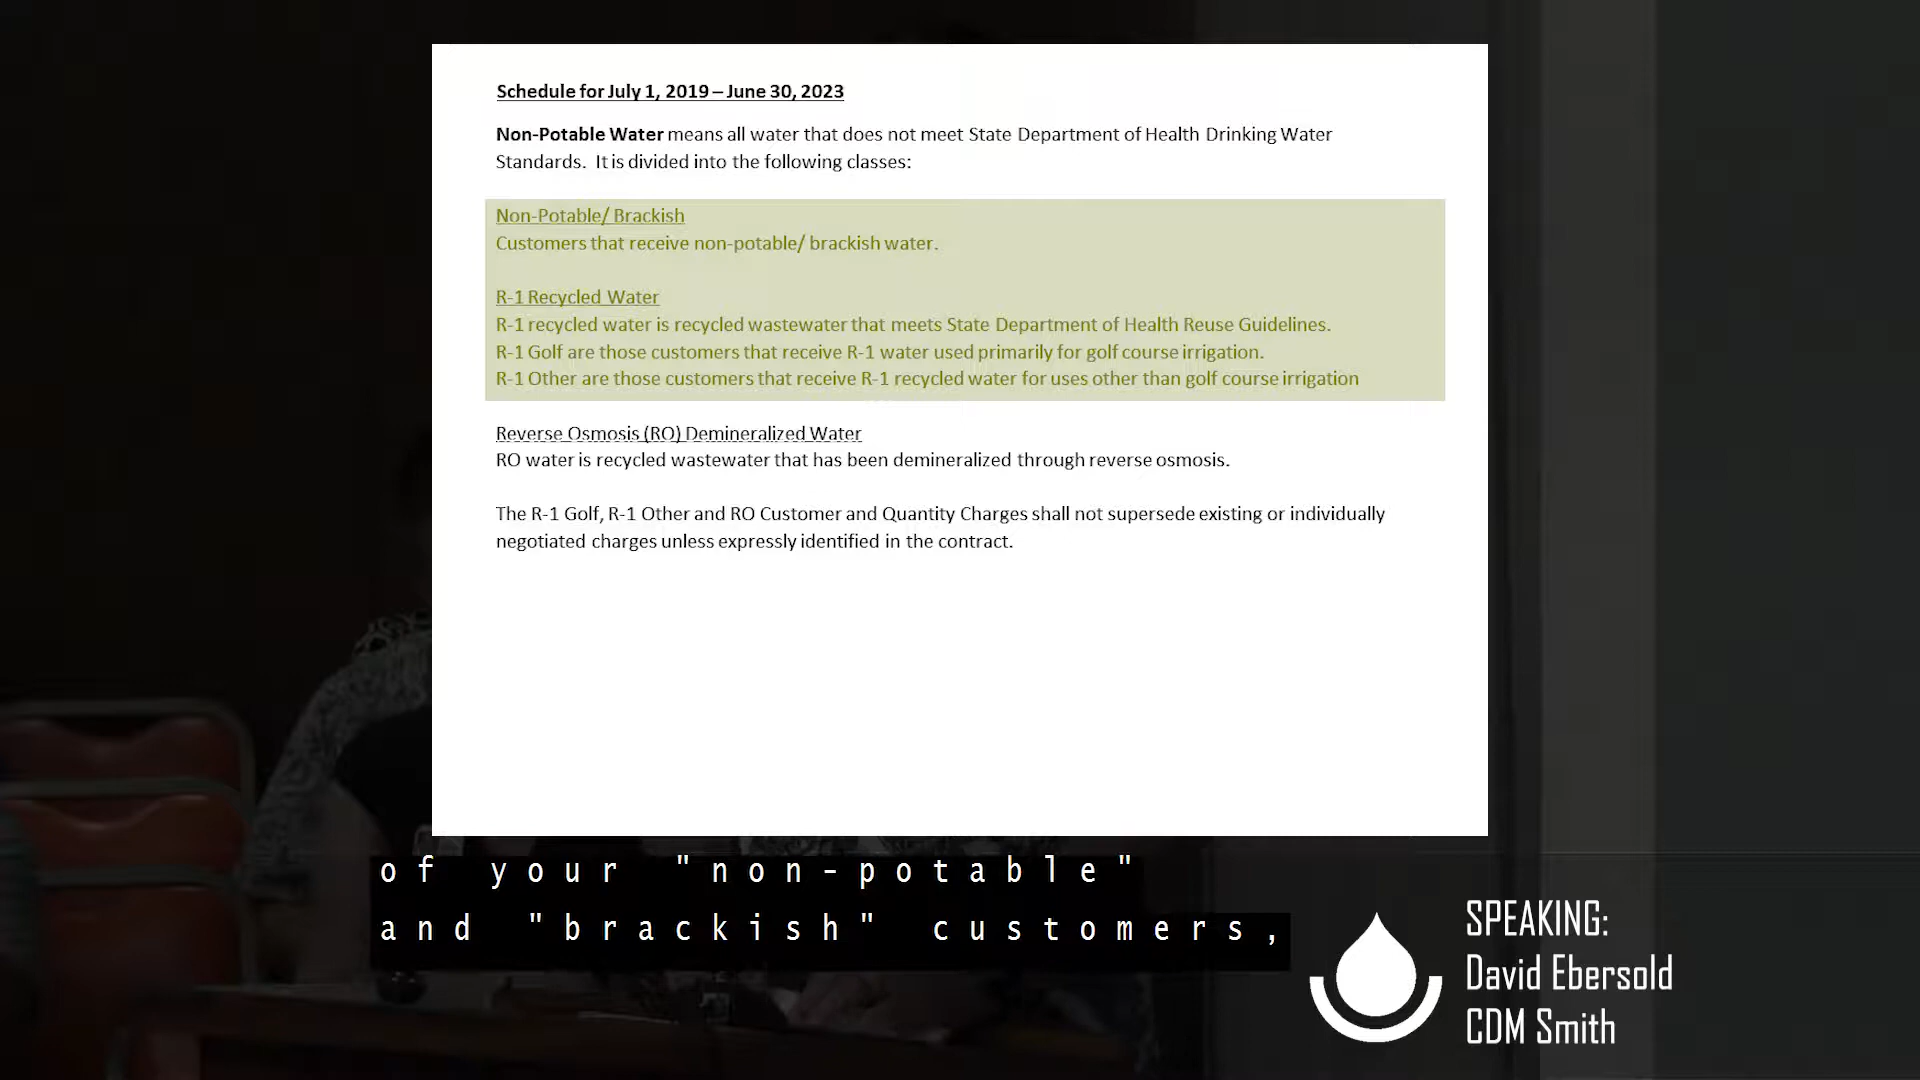 Schedule for July 1, 2019 – June 30, 2023
Non-Potable Water means all water that does not meet State Department of Health Drinking Water
Standards.  It is divided into the following classes:
Non-Potable/ Brackish
Customers that receive non-potable/ brackish water.
R-1 Recycled Water
R-1 recycled water is recycled wastewater that meets State Department of Health Reuse Guidelines.
R-1 Golf are those customers that receive R-1 water used primarily for golf course irrigation.
R-1 Other are those customers that receive R-1 recycled water for uses other than golf course irrigation
Reverse Osmosis (RO) Demineralized Water
RO water is recycled wastewater that has been demineralized through reverse osmosis.
The R-1 Golf, R-1 Other and RO Customer and Quantity Charges shall not supersede existing or individually
negotiated charges unless expressly identified in the contract.
of your "non-potable"
and "brackish" customers,
SPEAKING:
David Ebersold
CDM Smith